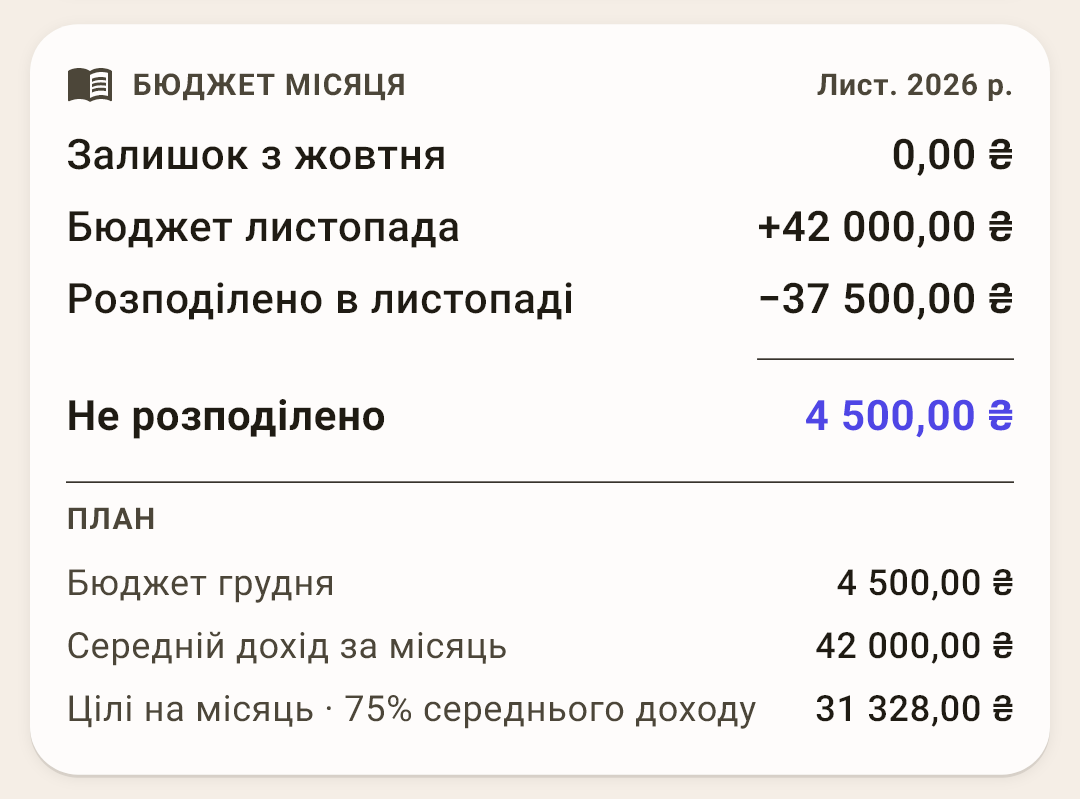 БЮДЖЕТ МІСЯЦЯ Лист. 2026 р.
Залишок з жовтня 0,00 ₴
Бюджет листопада +42 000,00 ₴
Розподілено в листопаді −37 500,00 ₴
Не розподілено 4 500,00 ₴
ПЛАН
Бюджет грудня 4 500,00 ₴
Середній дохід за місяць 42 000,00 ₴
Цілі на місяць · 75% середнього доходу 31 328,00 ₴